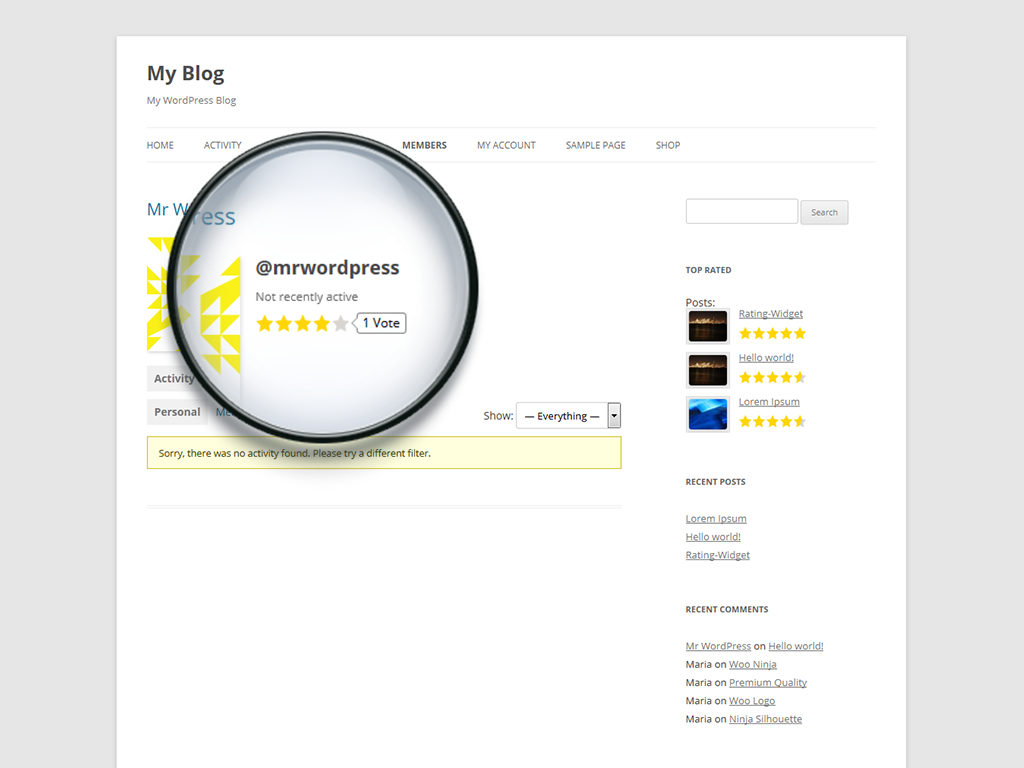 My Blog
My WordPress Blog
HOME ACTIVITY MEMBERS MY ACCOUNT SAMPLE PAGE SHOP
Mr
ress
@mrwordpress
Not recently active
1 Vote
Activity
Personal
Show: — Everything —
Sorry, there was no activity found. Please try a different filter.
Search
TOP RATED
Posts:
Rating-Widget
Hello world!
Lorem Ipsum
RECENT POSTS
Lorem Ipsum
Hello world!
Rating-Widget
RECENT COMMENTS
Mr WordPress on Hello world!
Maria on Woo Ninja
Maria on Premium Quality
Maria on Woo Logo
Maria on Ninja Silhouette